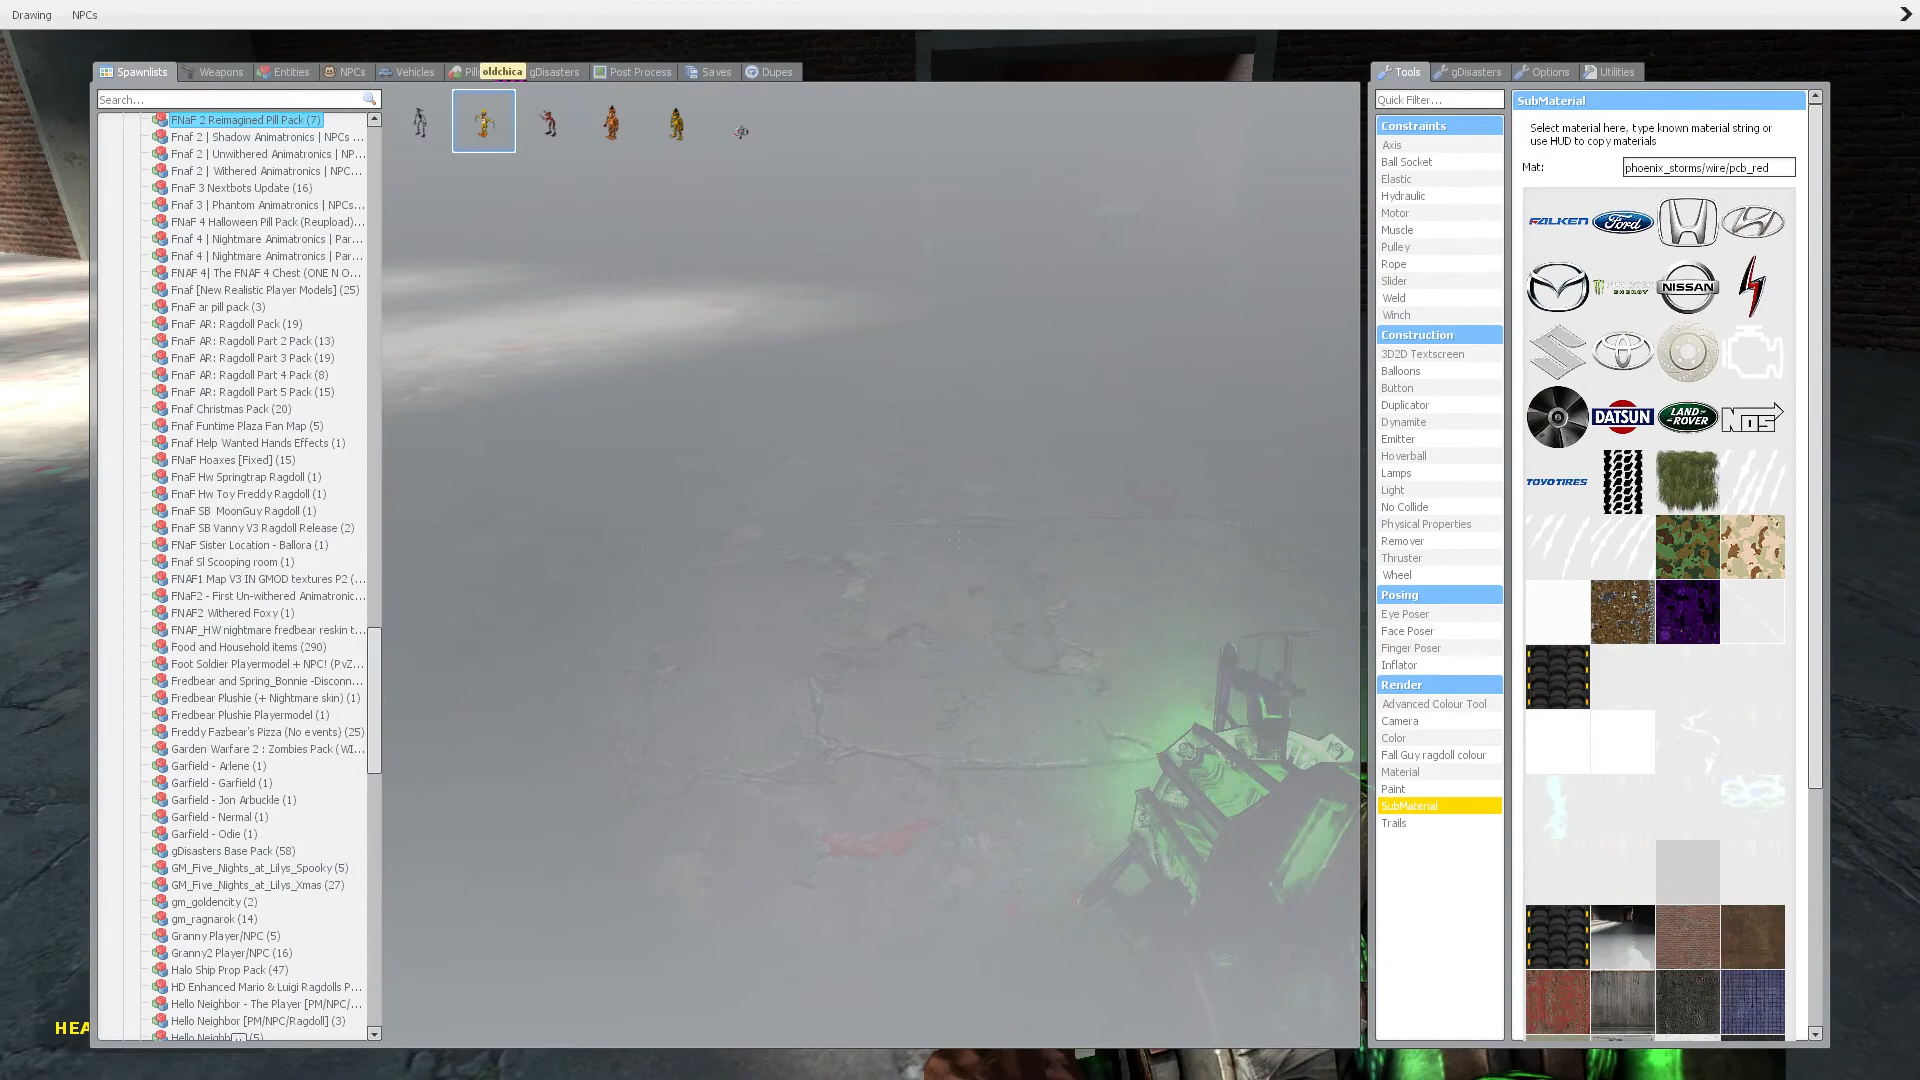 Drawing NPCs
Spawnlists Weapons Entities NPCs Vehicles Pill oldchica gDisasters Post Process Saves Dupes
Search...
FNaF 2 Reimagined Pill Pack (7)
Fnaf 2 | Shadow Animatronics | NPCs ...
Fnaf 2 | Unwithered Animatronics | NP...
Fnaf 2 | Withered Animatronics | NPC...
FnaF 3 Nextbots Update (16)
Fnaf 3 | Phantom Animatronics | NPCs...
FNaF 4 Halloween Pill Pack (Reupload)...
Fnaf 4 | Nightmare Animatronics | Par...
Fnaf 4 | Nightmare Animatronics | Par...
FNAF 4| The FNAF 4 Chest (ONE N O...
Fnaf [New Realistic Player Models] (25)
FnaF ar pill pack (3)
FnaF AR: Ragdoll Pack (19)
FnaF AR: Ragdoll Part 2 Pack (13)
FnaF AR: Ragdoll Part 3 Pack (19)
FnaF AR: Ragdoll Part 4 Pack (8)
FnaF AR: Ragdoll Part 5 Pack (15)
Fnaf Christmas Pack (20)
Fnaf Funtime Plaza Fan Map (5)
Fnaf Help Wanted Hands Effects (1)
FNaF Hoaxes [Fixed] (15)
FnaF Hw Springtrap Ragdoll (1)
FnaF Hw Toy Freddy Ragdoll (1)
FnaF SB MoonGuy Ragdoll (1)
FnaF SB Vanny V3 Ragdoll Release (2)
FNaF Sister Location - Ballora (1)
Fnaf Sl Scooping room (1)
FNAF1 Map V3 IN GMOD textures P2 (...
FNaF2 - First Un-withered Animatronic...
FNAF2 Withered Foxy (1)
FNAF_HW nightmare fredbear reskin t...
Food and Household items (290)
Foot Soldier Playermodel + NPC! (PvZ...
Fredbear and Spring_Bonnie -Disconn...
Fredbear Plushie (+ Nightmare skin) (1)
Fredbear Plushie Playermodel (1)
Freddy Fazbear's Pizza (No events) (25)
Garden Warfare 2 : Zombies Pack (WI...
Garfield - Arlene (1)
Garfield - Garfield (1)
Garfield - Jon Arbuckle (1)
Garfield - Nermal (1)
Garfield - Odie (1)
gDisasters Base Pack (58)
GM_Five_Nights_at_Lilys_Spooky (5)
GM_Five_Nights_at_Lilys_Xmas (27)
gm_goldencity (2)
gm_ragnarok (14)
Granny Player/NPC (5)
Granny2 Player/NPC (16)
Halo Ship Prop Pack (47)
HD Enhanced Mario & Luigi Ragdolls P...
Hello Neighbor - The Player [PM/NPC/...
Hello Neighbor [PM/NPC/Ragdoll] (3)
Hello Neighb (5)
HEA
Tools gDisasters Options Utilities
Quick Filter...
Constraints
Axis
Ball Socket
Elastic
Hydraulic
Motor
Muscle
Pulley
Rope
Slider
Weld
Winch
Construction
3D2D Textscreen
Balloons
Button
Duplicator
Dynamite
Emitter
Hoverball
Lamps
Light
No Collide
Physical Properties
Remover
Thruster
Wheel
Posing
Eye Poser
Face Poser
Finger Poser
Inflator
Render
Advanced Colour Tool
Camera
Color
Fall Guy ragdoll colour
Material
Paint
SubMaterial
Trails
SubMaterial
Select material here, type known material string or
use HUD to copy materials
Mat: phoenix_storms/wire/pcb_red
FALKEN Ford
ENERGY NISSAN
DATSUN LAND-ROVER NOS
TOYO TIRES